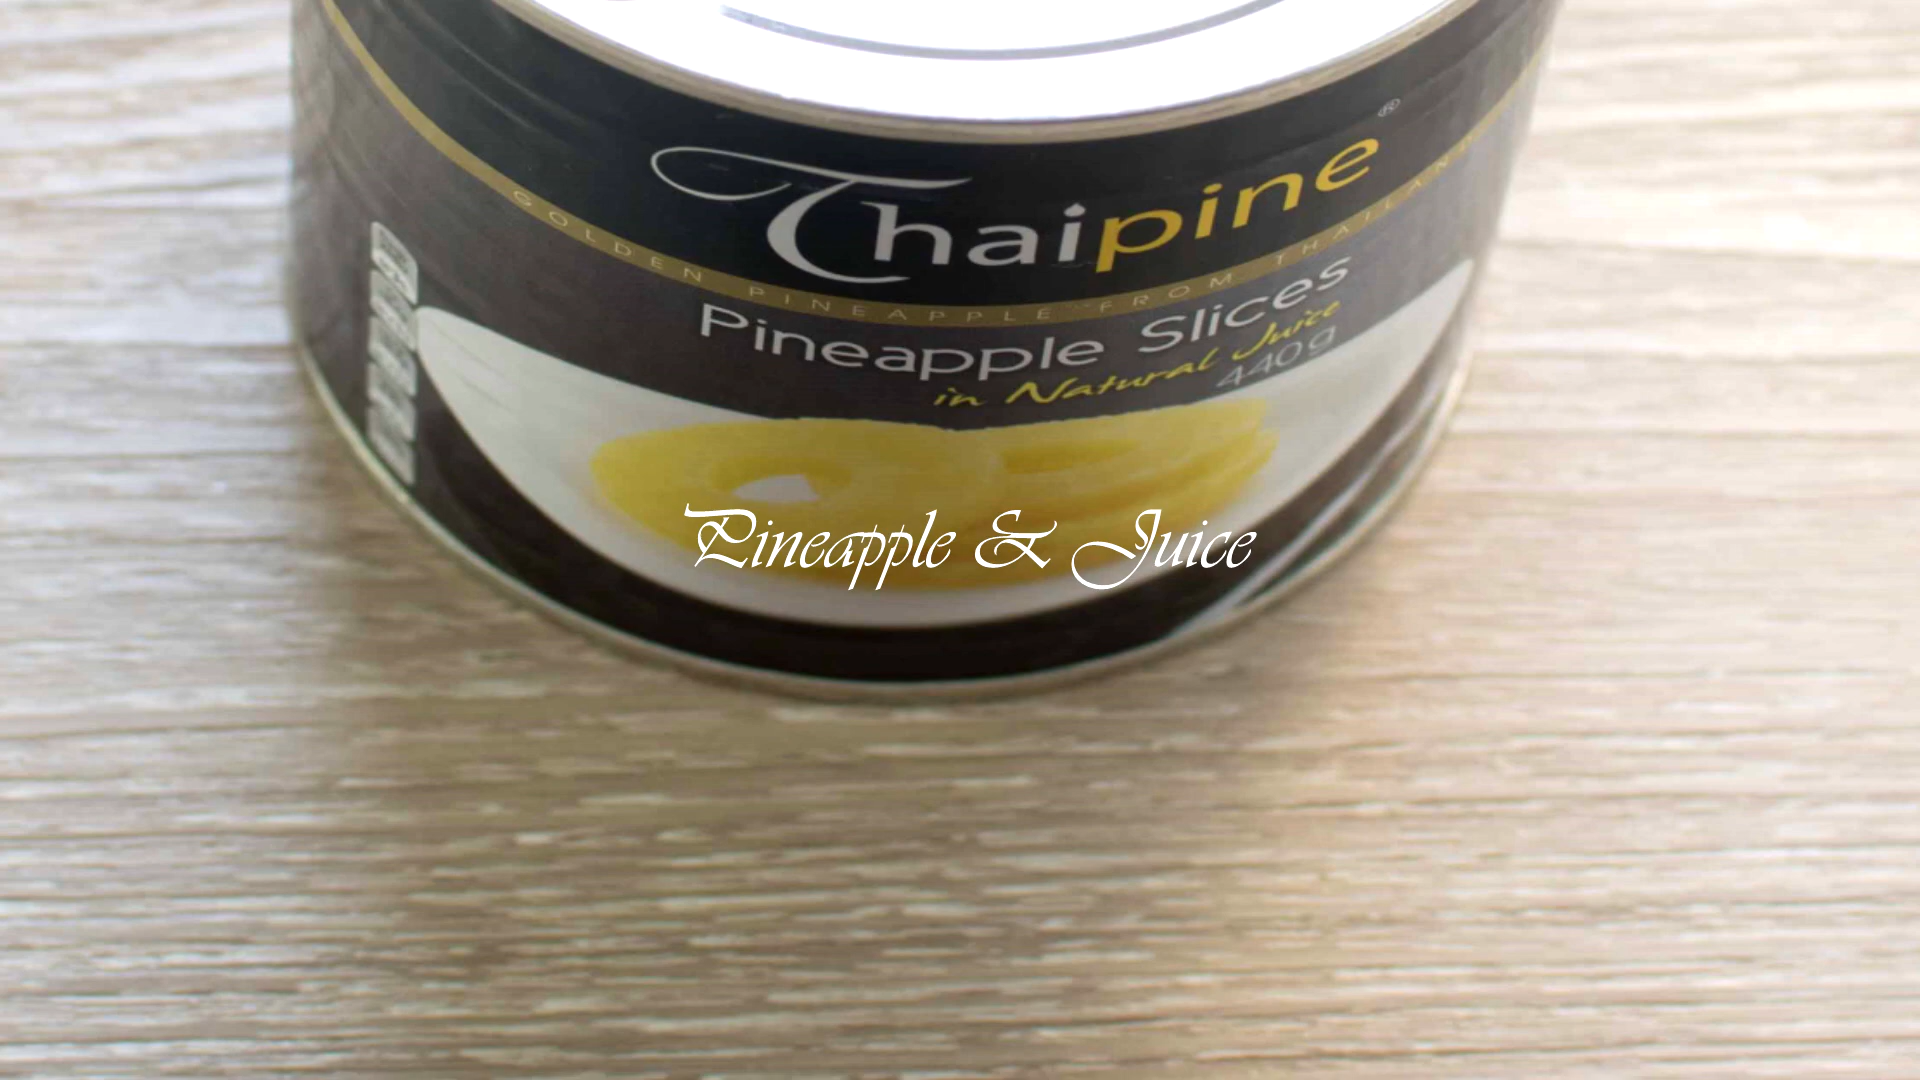 Thaipine®
GOLDEN PINEAPPLE FROM THAILAND
Pineapple Slices
in Natural Juice
440g
Pineapple & Juice